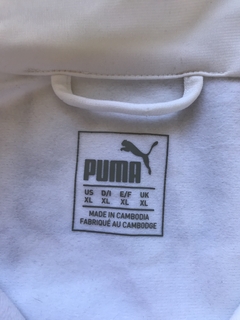 PUMA
US D/I E/F UK
XL XL XL XL
MADE IN CAMBODIA
FABRIQUÉ AU CAMBODGE